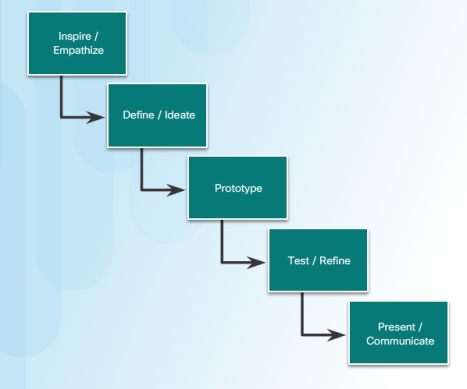 Inspire /
Empathize
Define / Ideate
Prototype
Test / Refine
Present /
Communicate